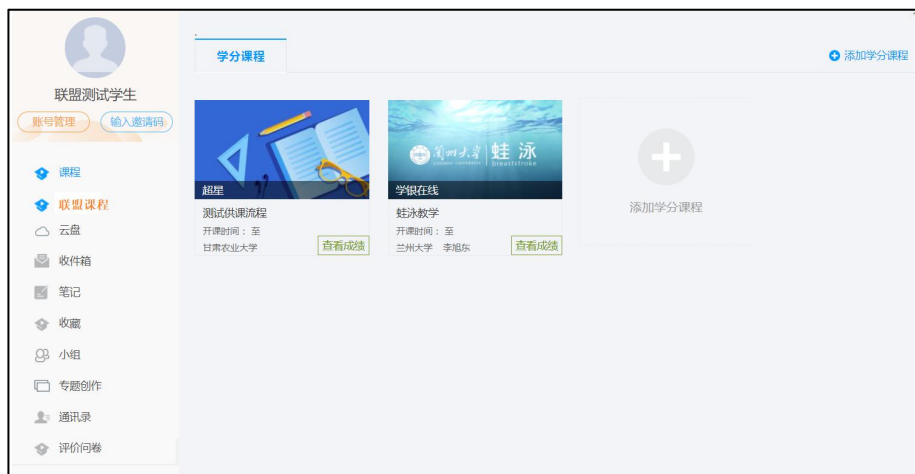 联盟测试学生
账号管理
输入邀请码
课程
联盟课程
云盘
收件箱
笔记
收藏
小组
专题创作
通讯录
评价问卷
学分课程
添加学分课程
超星
测试供课流程
开课时间： 至
甘肃农业大学
查看成绩
兰州大学
蛙泳
breaststroke
学银在线
蛙泳教学
开课时间： 至
兰州大学 李旭东
查看成绩
添加学分课程